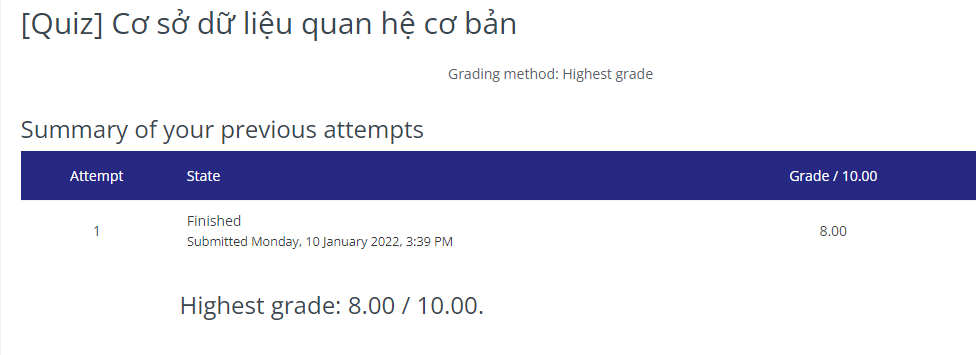 [Quiz] Cơ sở dữ liệu quan hệ cơ bản
Grading method: Highest grade
Summary of your previous attempts
Attempt State Grade / 10.00
1 Finished 8.00
Submitted Monday, 10 January 2022, 3:39 PM
Highest grade: 8.00 / 10.00.